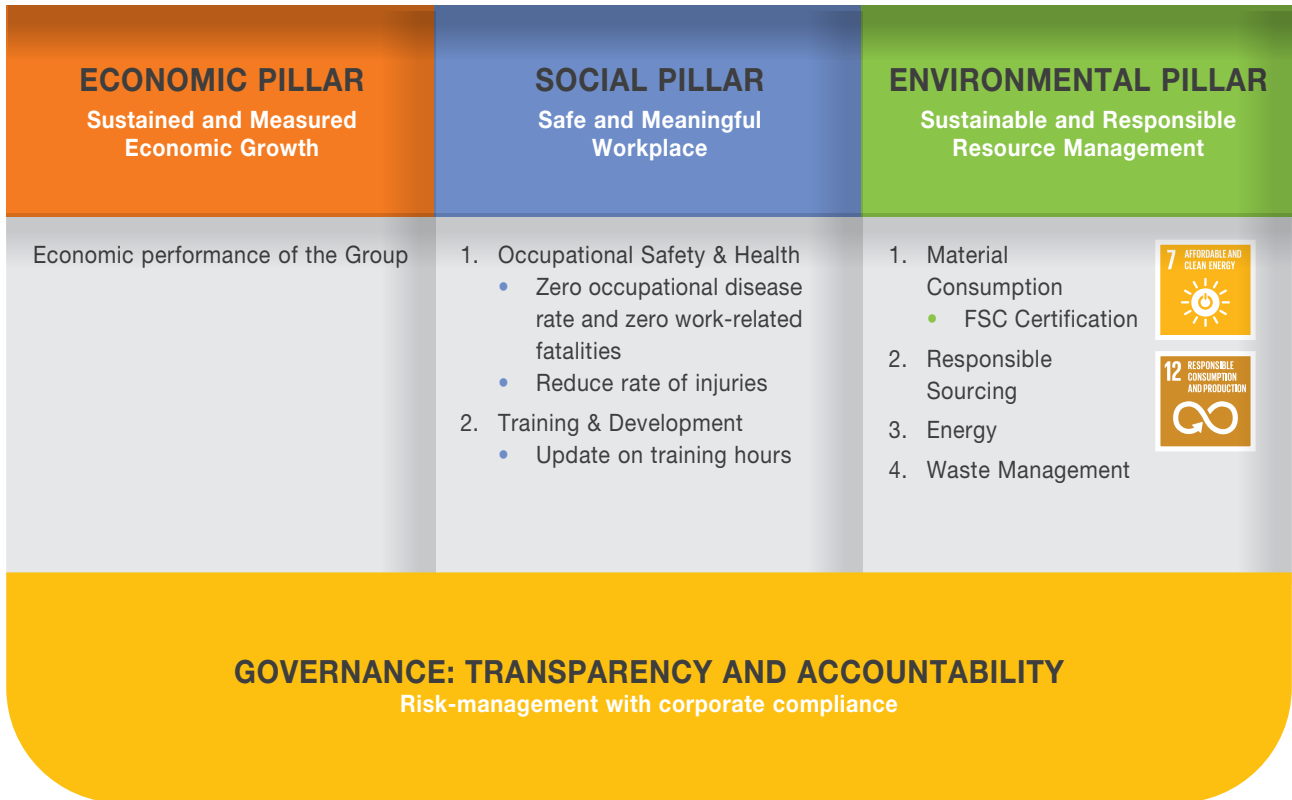 ECONOMIC PILLAR
Sustained and Measured
Economic Growth
Economic performance of the Group
SOCIAL PILLAR
Safe and Meaningful
Workplace
1. Occupational Safety & Health
• Zero occupational disease
rate and zero work-related
fatalities
• Reduce rate of injuries
2. Training & Development
• Update on training hours
ENVIRONMENTAL PILLAR
Sustainable and Responsible
Resource Management
1. Material
Consumption
• FSC Certification
2. Responsible
Sourcing
3. Energy
4. Waste Management
7 AFFORDABLE AND
CLEAN ENERGY
12 RESPONSIBLE
CONSUMPTION
AND PRODUCTION
GOVERNANCE: TRANSPARENCY AND ACCOUNTABILITY
Risk-management with corporate compliance